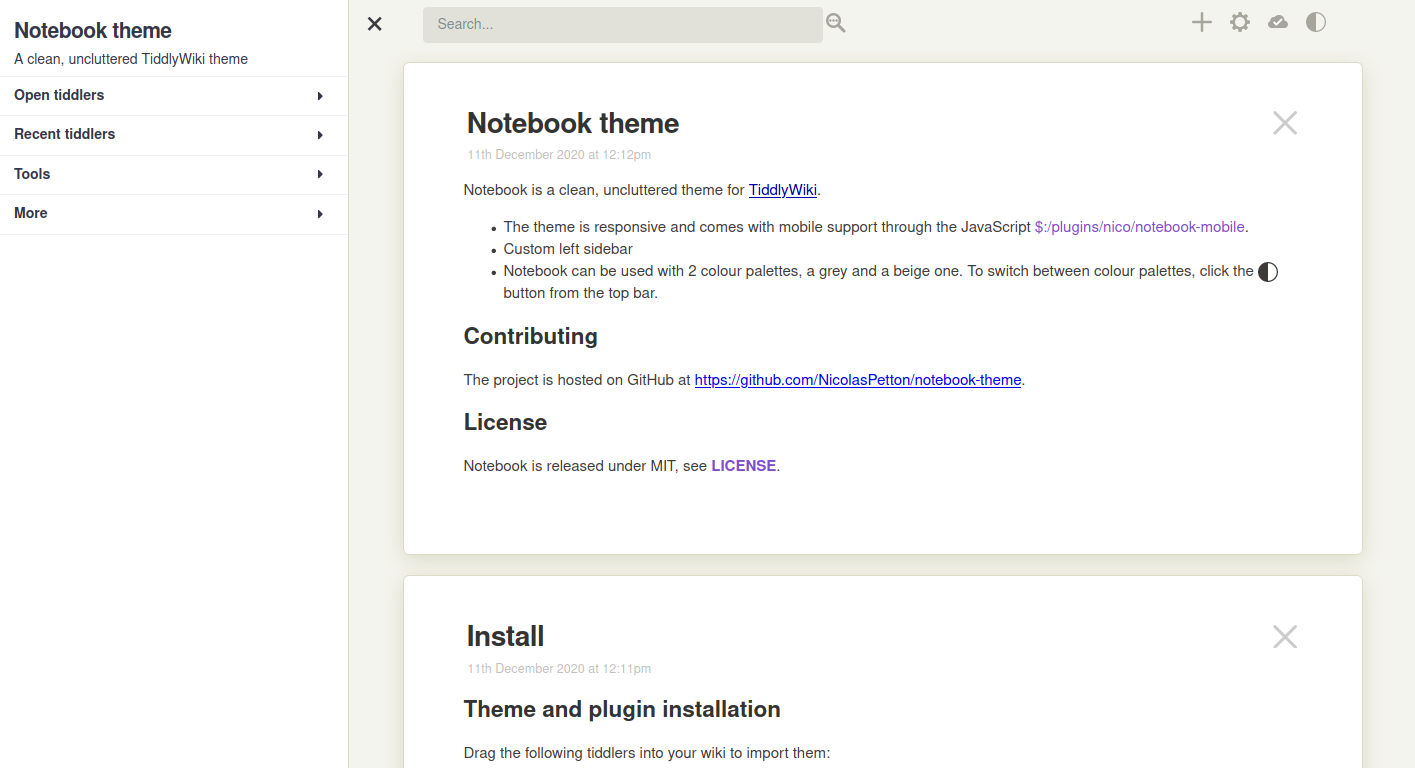 Notebook theme
A clean, uncluttered TiddlyWiki theme
Open tiddlers
Recent tiddlers
Tools
More
Search...
Notebook theme
11th December 2020 at 12:12pm
Notebook is a clean, uncluttered theme for TiddlyWiki.
The theme is responsive and comes with mobile support through the JavaScript $:/plugins/nico/notebook-mobile.
Custom left sidebar
Notebook can be used with 2 colour palettes, a grey and a beige one. To switch between colour palettes, click the
button from the top bar.
Contributing
The project is hosted on GitHub at https://github.com/NicolasPetton/notebook-theme.
License
Notebook is released under MIT, see LICENSE.
Install
11th December 2020 at 12:11pm
Theme and plugin installation
Drag the following tiddlers into your wiki to import them: